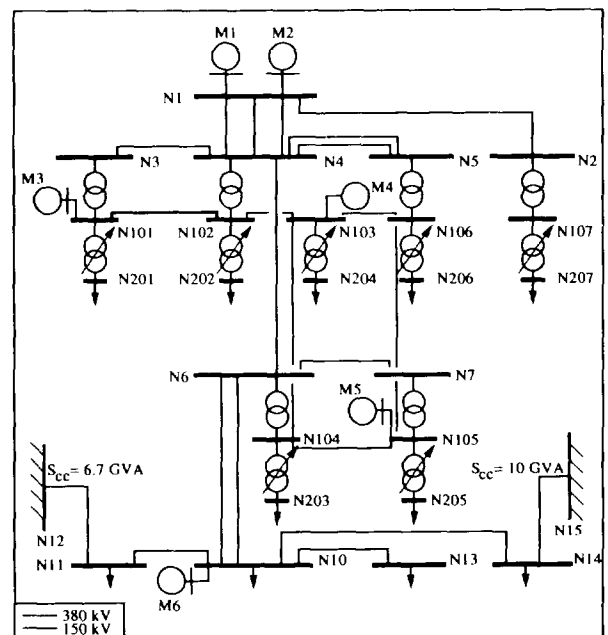 M1 M2
N1
N3 N4 N5 N2
M3 M4
N101 N102 N103 N106 N107
N201 N202 N204 N206 N207
N6 N7
M5
N104 N105
S_cc = 6.7 GVA S_cc = 10 GVA
N203 N205
N12 N15
N11 N10 N13 N14
M6
380 kV
150 kV